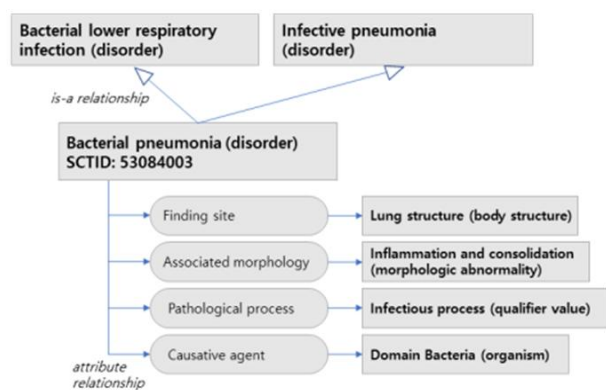 Bacterial lower respiratory
infection (disorder)
Infective pneumonia
(disorder)
is-a relationship
Bacterial pneumonia (disorder)
SCTID: 53084003
Finding site
Lung structure (body structure)
Associated morphology
Inflammation and consolidation
(morphologic abnormality)
Pathological process
Infectious process (qualifier value)
Causative agent
Domain Bacteria (organism)
attribute
relationship